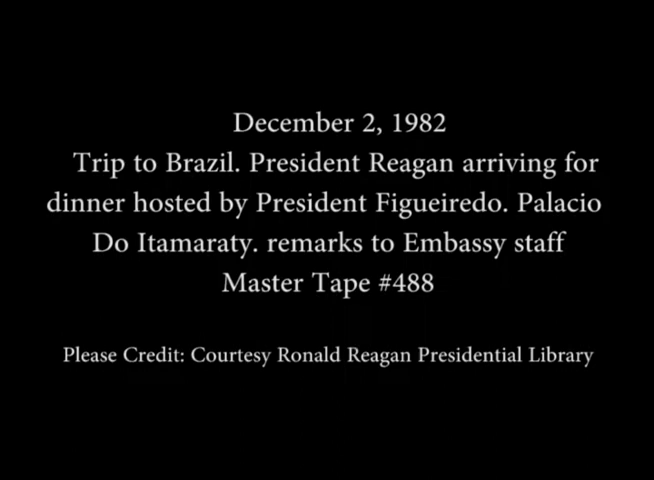 December 2, 1982
Trip to Brazil. President Reagan arriving for
dinner hosted by President Figueiredo. Palacio
Do Itamaraty. remarks to Embassy staff
Master Tape #488
Please Credit: Courtesy Ronald Reagan Presidential Library